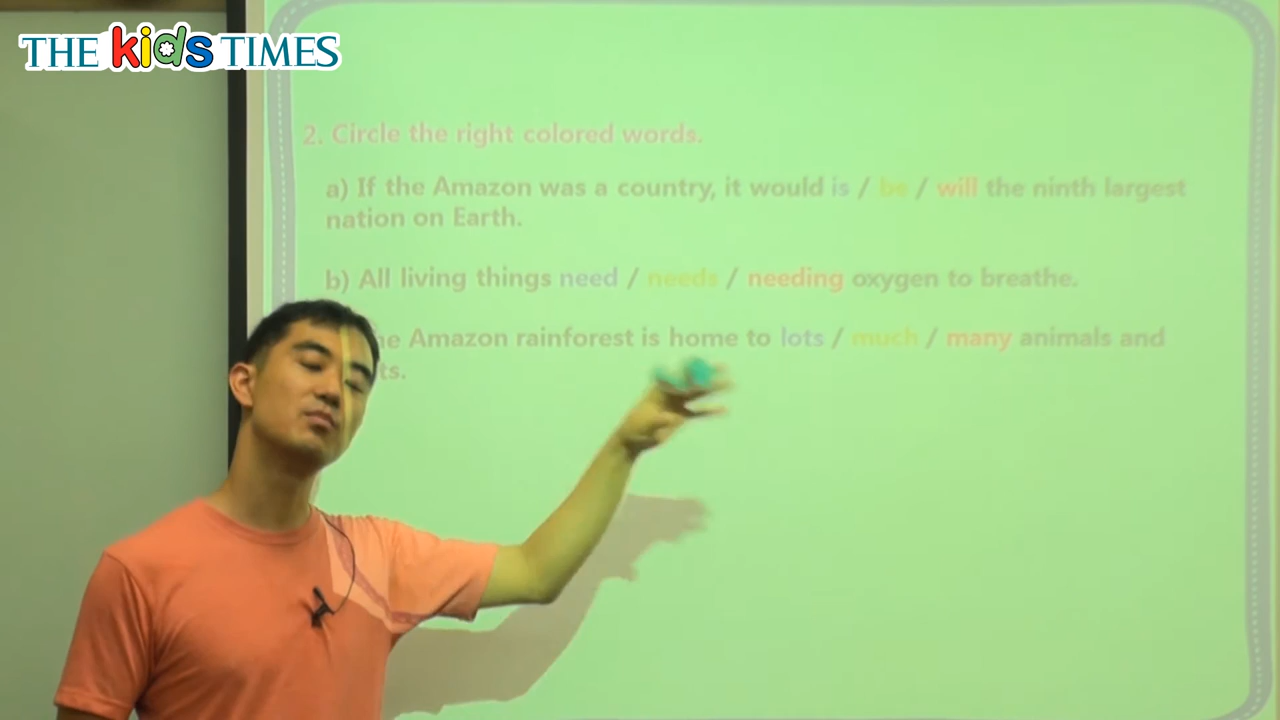 THE kids TIMES
2. Circle the right colored words.
a) If the Amazon was a country, it would is / be / will the ninth largest
nation on Earth.
b) All living things need / needs / needing oxygen to breathe.
Amazon rainforest is home to lots / much / many animals and